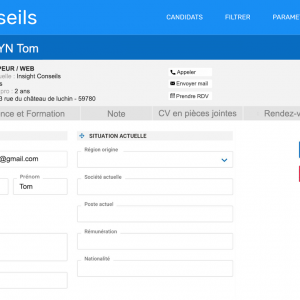 seils
CANDIDATS FILTRER PARAME
YN Tom
PEUR / WEB
uelle : Insight Conseils
s
pro : 2 ans
3 rue du château de luchin - 59780
Appeler
Envoyer mail
Prendre RDV
nce et Formation Note CV en pièces jointes Rendez-v
SITUATION ACTUELLE
@gmail.com
Prénom
Tom
Région origine
Société actuelle
Poste actuel
Rémunération
Nationalité